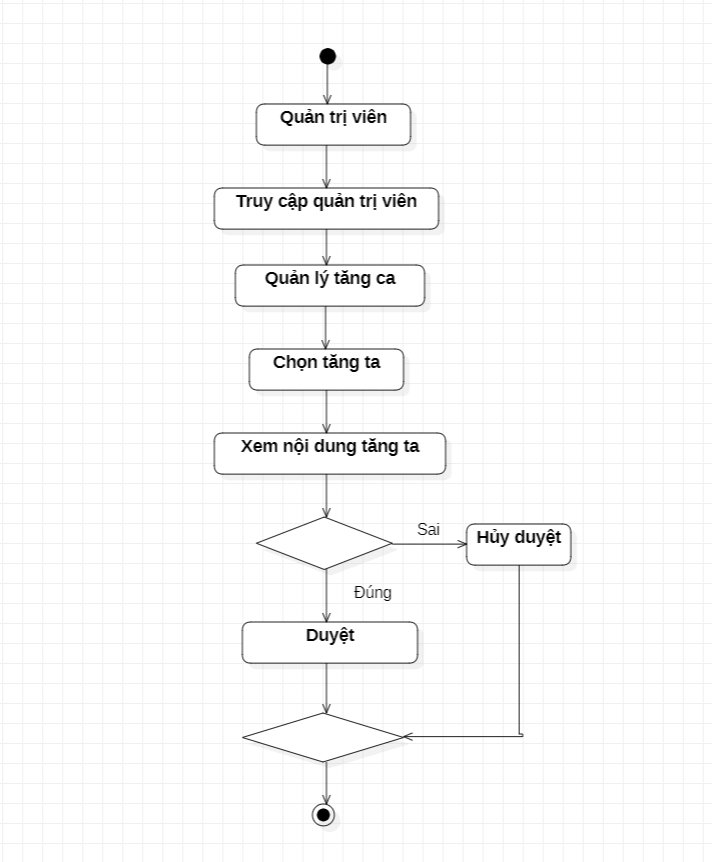 Quản trị viên
Truy cập quản trị viên
Quản lý tăng ca
Chọn tăng ta
Xem nội dung tăng ta
Sai
Hủy duyệt
Đúng
Duyệt